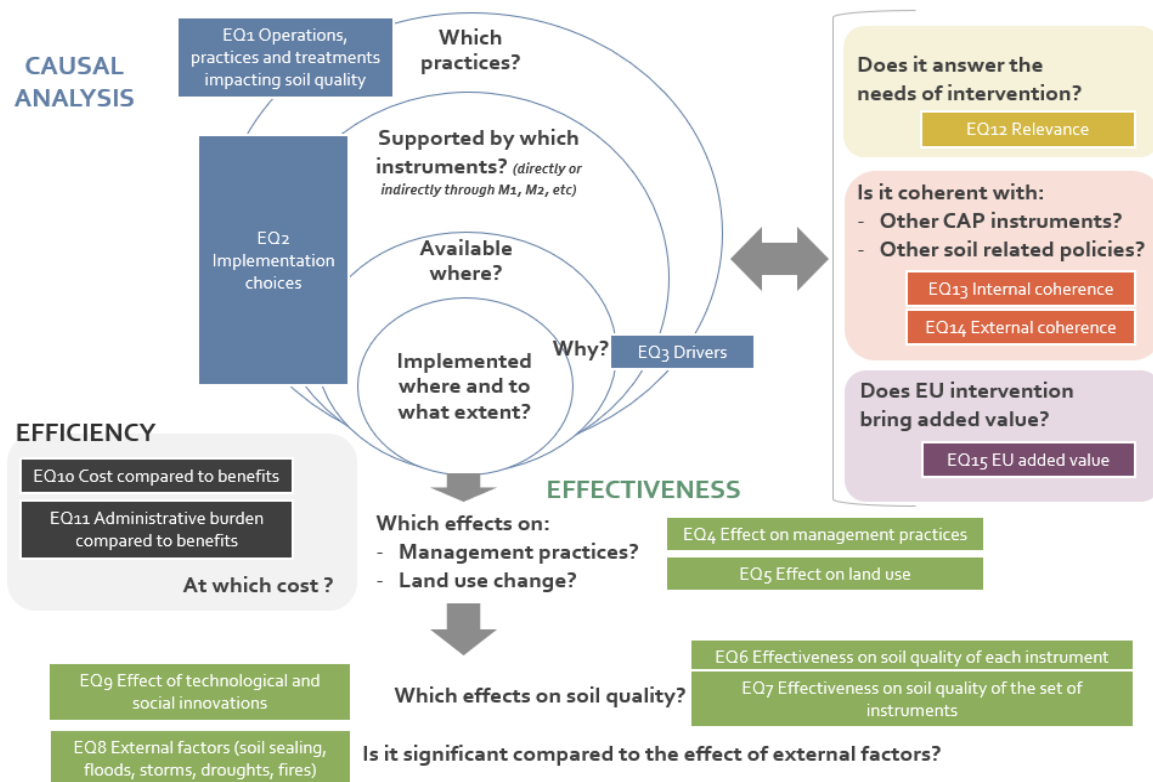 CAUSAL
ANALYSIS
EQ1 Operations,
practices and treatments
impacting soil quality
Which
practices?
Supported by which
instruments? (directly or
indirectly through M1, M2, etc)
EQ2
Implementation
choices
Available
where?
Implemented
where and to
what extent?
Why?
EQ3 Drivers
Does it answer the
needs of intervention?
EQ12 Relevance
Is it coherent with:
- Other CAP instruments?
- Other soil related policies?
EQ13 Internal coherence
EQ14 External coherence
Does EU intervention
bring added value?
EQ15 EU added value
EFFICIENCY
EQ10 Cost compared to benefits
EQ11 Administrative burden
compared to benefits
At which cost ?
EFFECTIVENESS
Which effects on:
- Management practices?
- Land use change?
EQ4 Effect on management practices
EQ5 Effect on land use
EQ9 Effect of technological and
social innovations
Which effects on soil quality?
EQ6 Effectiveness on soil quality of each instrument
EQ7 Effectiveness on soil quality of the set of
instruments
EQ8 External factors (soil sealing,
floods, storms, droughts, fires)
Is it significant compared to the effect of external factors?